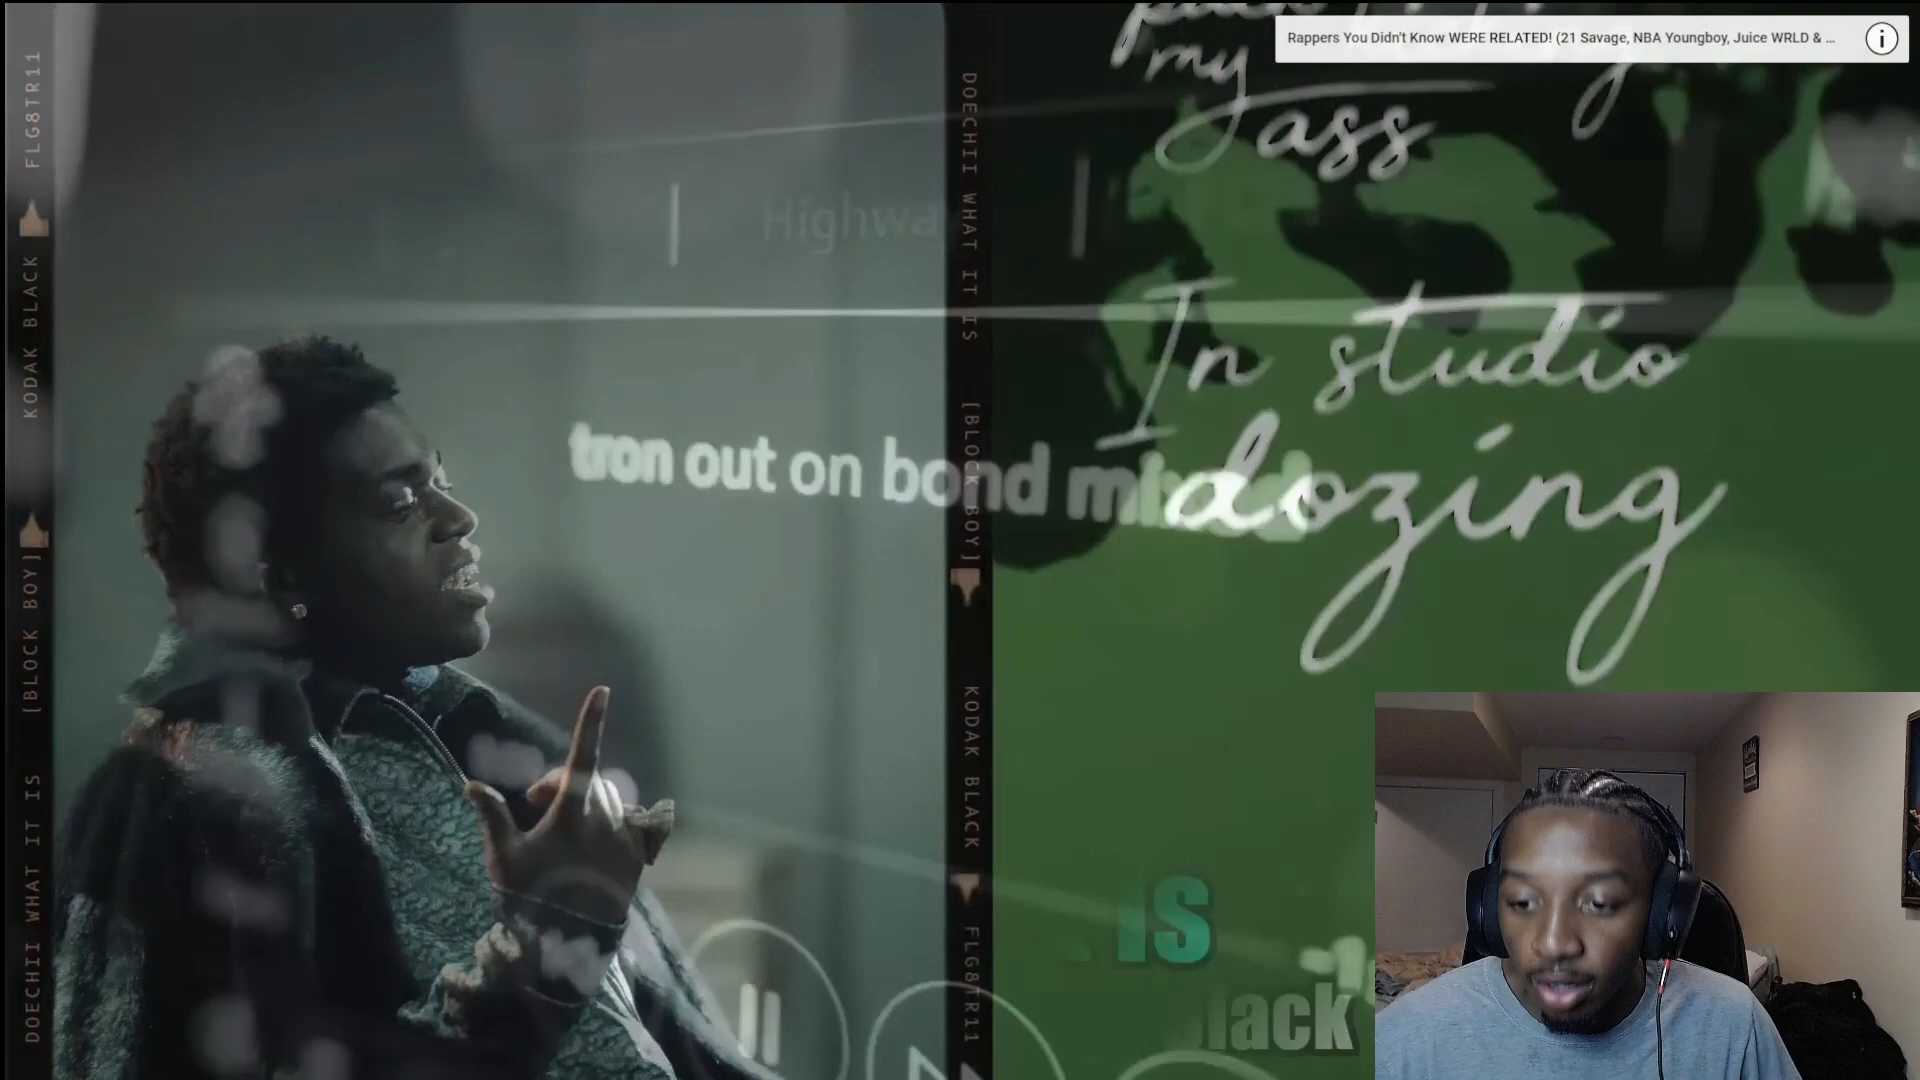 Rappers You Didn't Know WERE RELATED! (21 Savage, NBA Youngboy, Juice WRLD & ...
my
ass
Highwa
In studio
dozing
tron out on bond m
IS
lack
DOECHII WHAT IT IS [BLOCK BOY] KODAK BLACK FLG8TR11
DOECHII WHAT IT IS [BLOCK BOY] KODAK BLACK FLG8TR11